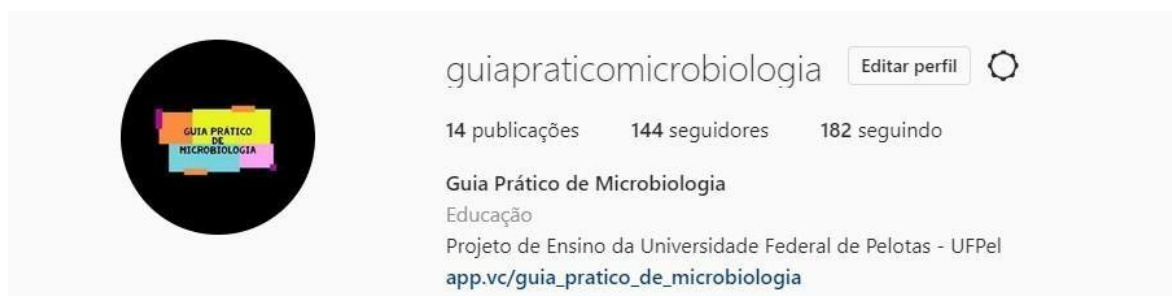 GUIA PRÁTICO
DE
MICROBIOLOGIA
guiapraticomicrobiologia Editar perfil
14 publicações 144 seguidores 182 seguindo
Guia Prático de Microbiologia
Educação
Projeto de Ensino da Universidade Federal de Pelotas - UFPel
app.vc/guia_pratico_de_microbiologia